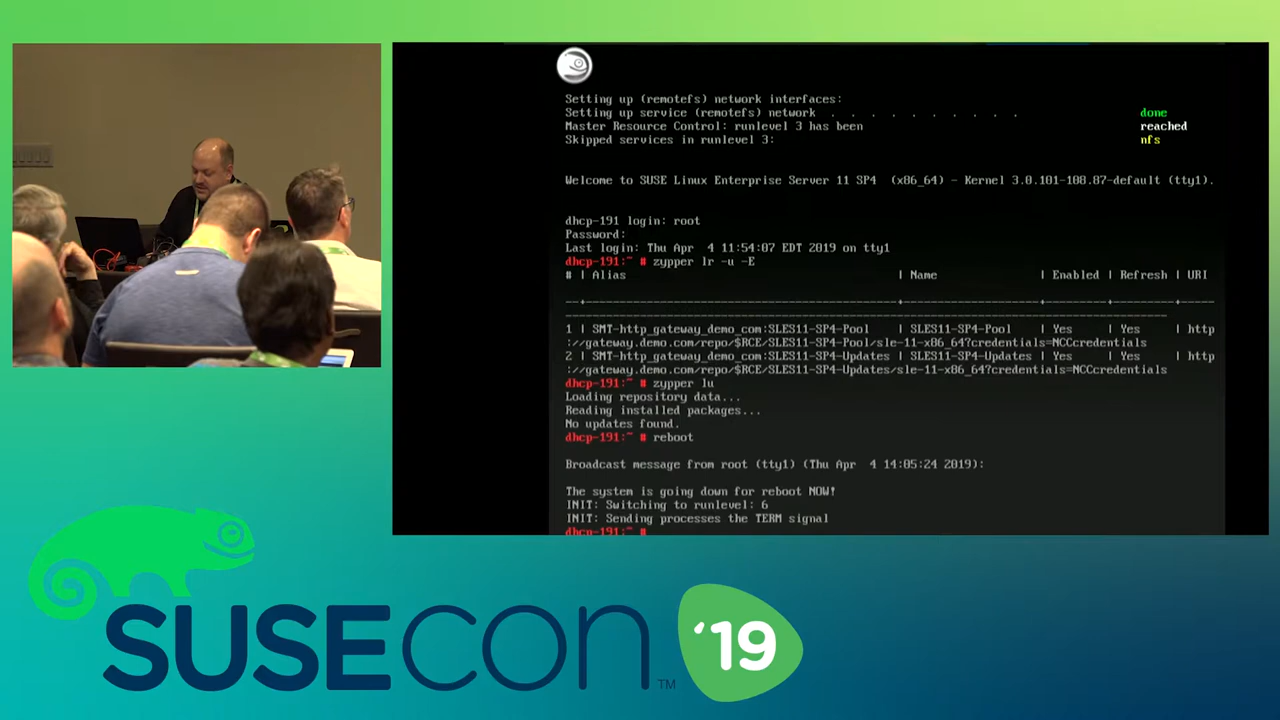 Setting up (remotefs) network interfaces:
Setting up service (remotefs) network . . . . . . . . . . done
Master Resource Control: runlevel 3 has been reached
Skipped services in runlevel 3: nfs
Welcome to SUSE Linux Enterprise Server 11 SP4 (x86_64) - Kernel 3.0.101-108.87-default (tty1).
dhcp-191 login: root
Password:
Last login: Thu Apr 4 11:54:07 EDT 2019 on tty1
dhcp-191:~ # zypper lr -u -E
# | Alias | Name | Enabled | Refresh | URI
1 | SMT-http_gateway_demo_com:SLES11-SP4-Pool | SLES11-SP4-Pool | Yes | Yes | http
://gateway.demo.com/repo/$RCE/SLES11-SP4-Pool/sle-11-x86_64?credentials=NCCcredentials
2 | SMT-http_gateway_demo_com:SLES11-SP4-Updates | SLES11-SP4-Updates | Yes | Yes | http
://gateway.demo.com/repo/$RCE/SLES11-SP4-Updates/sle-11-x86_64?credentials=NCCcredentials
dhcp-191:~ # zypper lu
Loading repository data...
Reading installed packages...
No updates found.
dhcp-191:~ # reboot
Broadcast message from root (tty1) (Thu Apr 4 14:05:24 2019):
The system is going down for reboot NOW!
INIT: Switching to runlevel: 6
INIT: Sending processes the TERM signal
dhcp-191:~ #
SUSECON™ '19